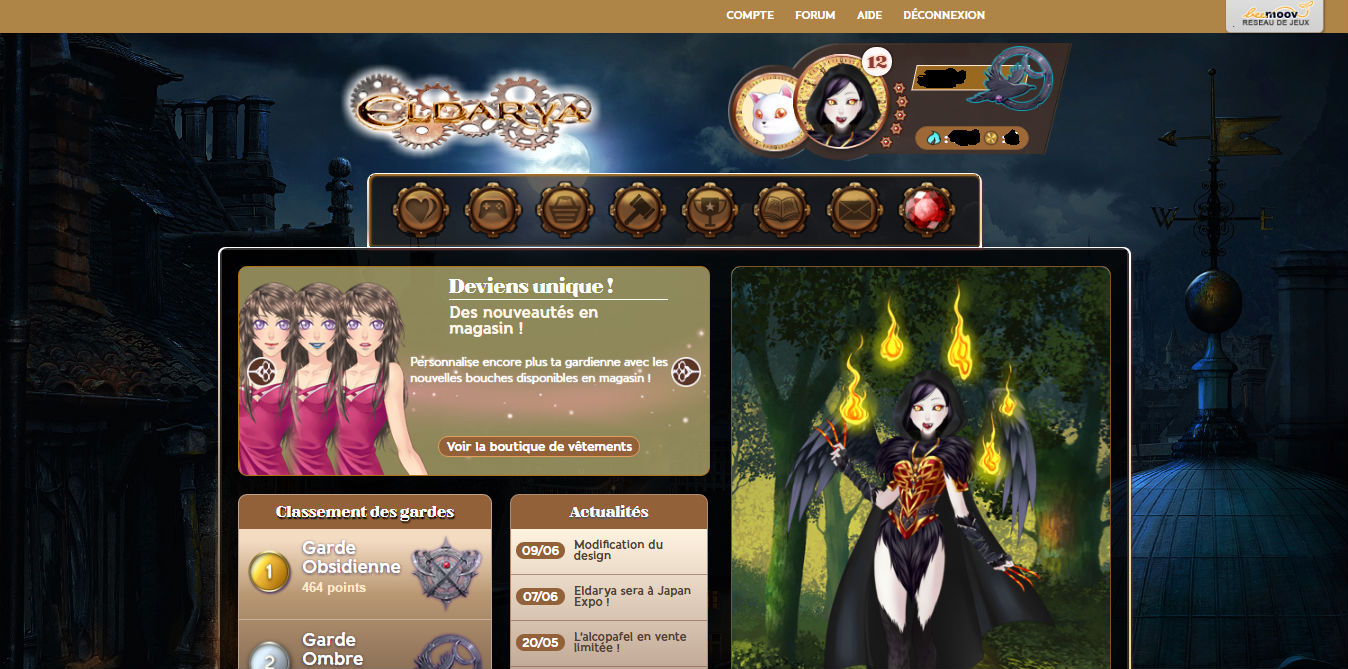 COMPTE FORUM AIDE DÉCONNEXION
beemoov
RESEAU DE JEUX
ELDARYA
12
Deviens unique !
Des nouveautés en
magasin !
Personnalise encore plus ta gardienne avec les
nouvelles bouches disponibles en magasin !
Voir la boutique de vêtements
Classement des gardes
1
Garde
Obsidienne
464 points
2
Garde
Ombre
Actualités
09/06 Modification du
design
07/06 Eldarya sera à Japan
Expo !
20/05 L'alcopafel en vente
limitée !
W E